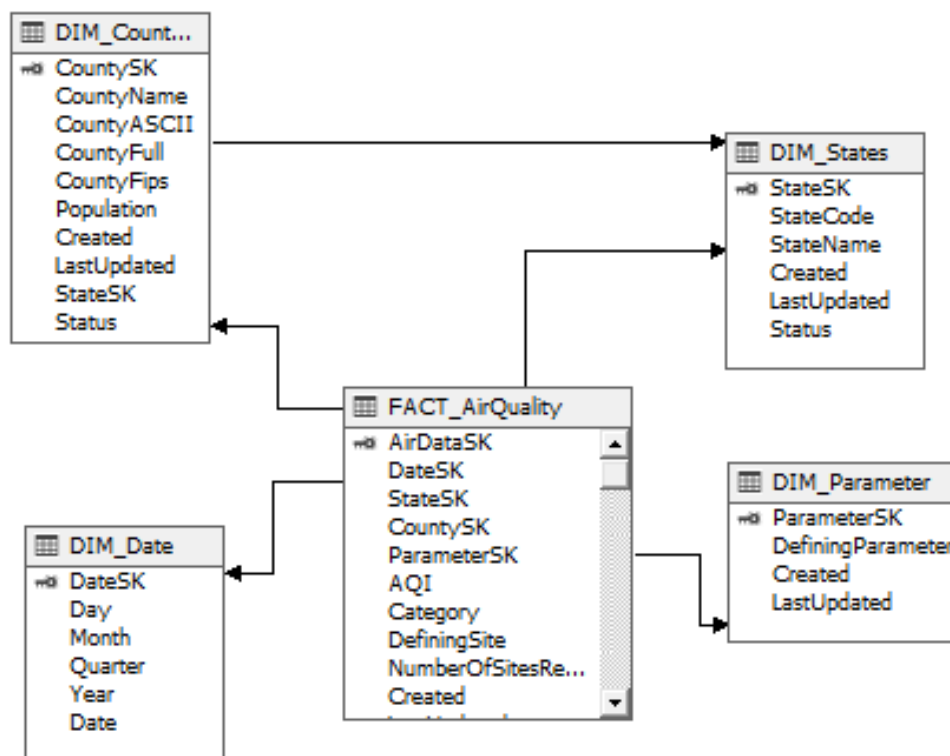 DIM_Count...
CountySK
CountyName
CountyASCII
CountyFull
CountyFips
Population
Created
LastUpdated
StateSK
Status
DIM_States
StateSK
StateCode
StateName
Created
LastUpdated
Status
FACT_AirQuality
AirDataSK
DateSK
StateSK
CountySK
ParameterSK
AQI
Category
DefiningSite
NumberOfSitesRe...
Created
DIM_Date
DateSK
Day
Month
Quarter
Year
Date
DIM_Parameter
ParameterSK
DefiningParameter
Created
LastUpdated